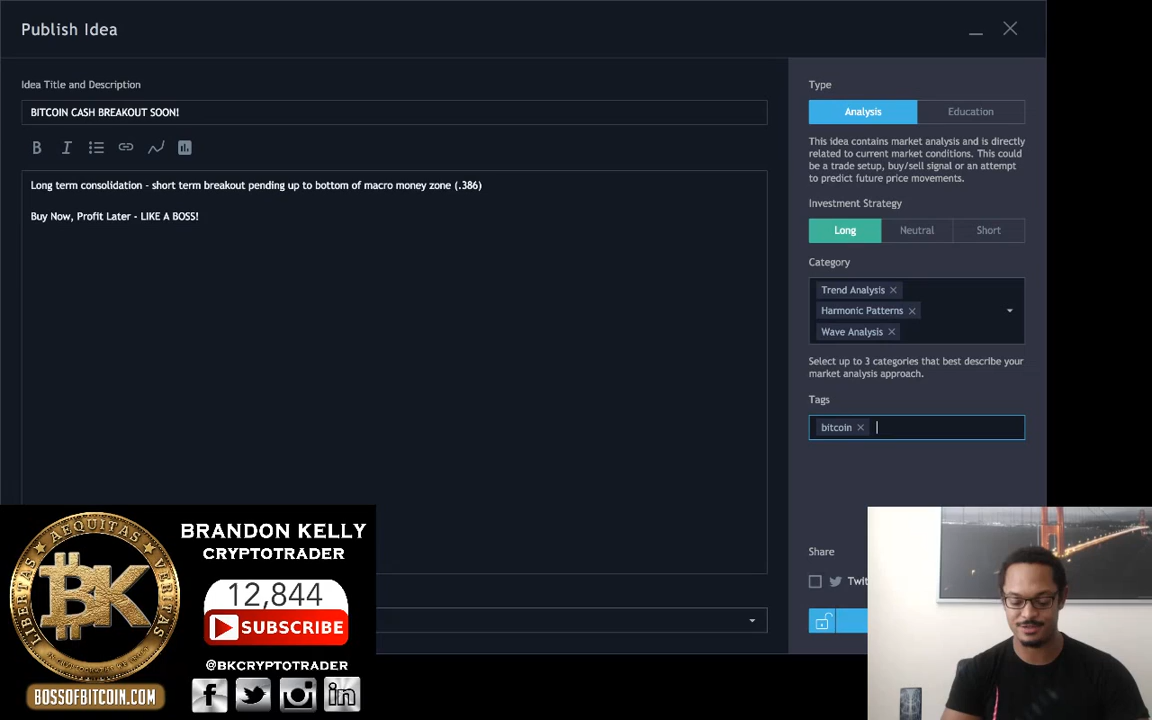 Publish Idea
Idea Title and Description
BITCOIN CASH BREAKOUT SOON!
B I
Long term consolidation - short term breakout pending up to bottom of macro money zone (.386)
Buy Now, Profit Later - LIKE A BOSS!
Type
Analysis Education
This idea contains market analysis and is directly
related to current market conditions. This could
be a trade setup, buy/sell signal or an attempt
to predict future price movements.
Investment Strategy
Long Neutral Short
Category
Trend Analysis ×
Harmonic Patterns ×
Wave Analysis ×
Select up to 3 categories that best describe your
market analysis approach.
Tags
bitcoin ×
Share
AEQUITAS
LIBERTAS VERITAS
BK
BRANDON KELLY
CRYPTOTRADER
12,844
SUBSCRIBE
@BKCRYPTOTRADER
BOSSOFBITCOIN.COM
f in